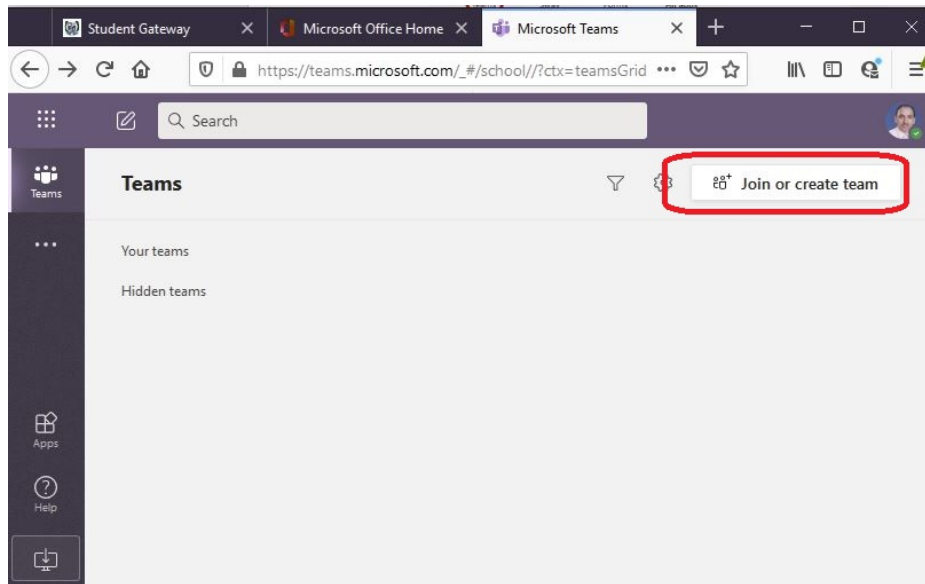 Student Gateway
Microsoft Office Home
Microsoft Teams
https://teams.microsoft.com/_#/school//?ctx=teamsGrid
Search
Teams
Teams
Join or create team
Your teams
Hidden teams
Apps
Help